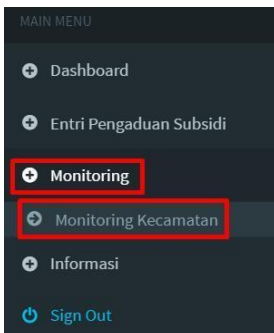 MAIN MENU
Dashboard
Entri Pengaduan Subsidi
Monitoring
Monitoring Kecamatan
Informasi
Sign Out